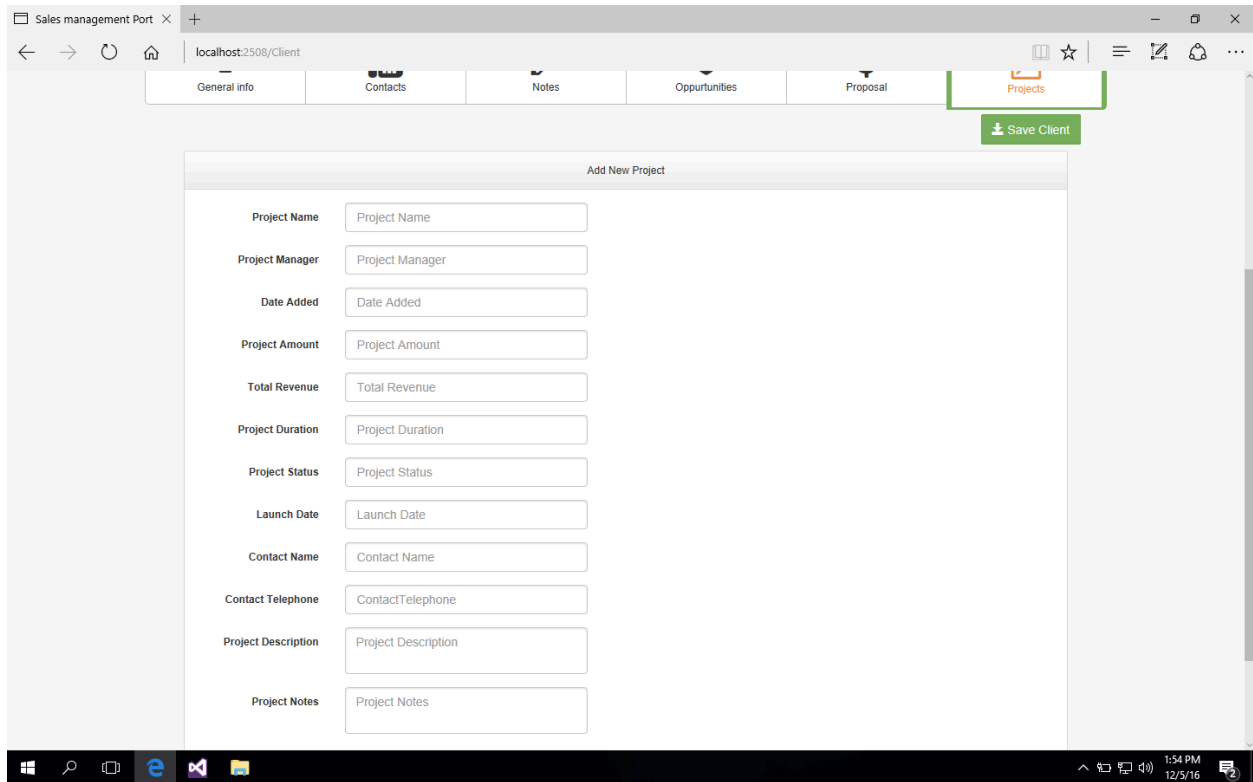 Sales management Port
localhost:2508/Client
General info Contacts Notes Oppurtunities Proposal Projects
Save Client
Add New Project
Project Name Project Name
Project Manager Project Manager
Date Added Date Added
Project Amount Project Amount
Total Revenue Total Revenue
Project Duration Project Duration
Project Status Project Status
Launch Date Launch Date
Contact Name Contact Name
Contact Telephone ContactTelephone
Project Description Project Description
Project Notes Project Notes
1:54 PM
12/5/16
2